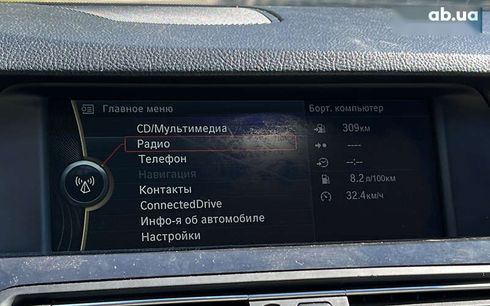 ab.ua
Главное меню
Борт. компьютер
CD/Мультимедиа
309км
Радио
--
Телефон
--:--
Навигация
8.2л/100км
Контакты
32.4км/ч
ConnectedDrive
Инфо-я об автомобиле
Настройки